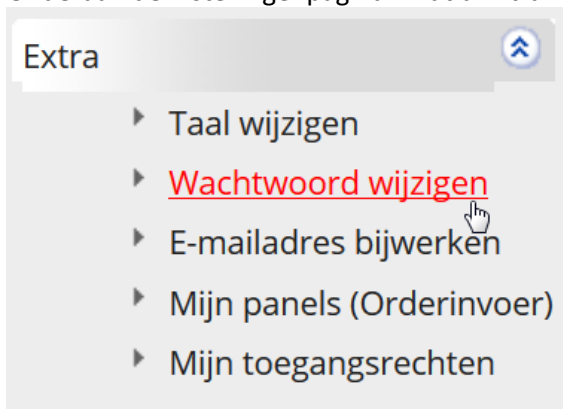 Extra
Taal wijzigen
Wachtwoord wijzigen
E-mailadres bijwerken
Mijn panels (Orderinvoer)
Mijn toegangsrechten